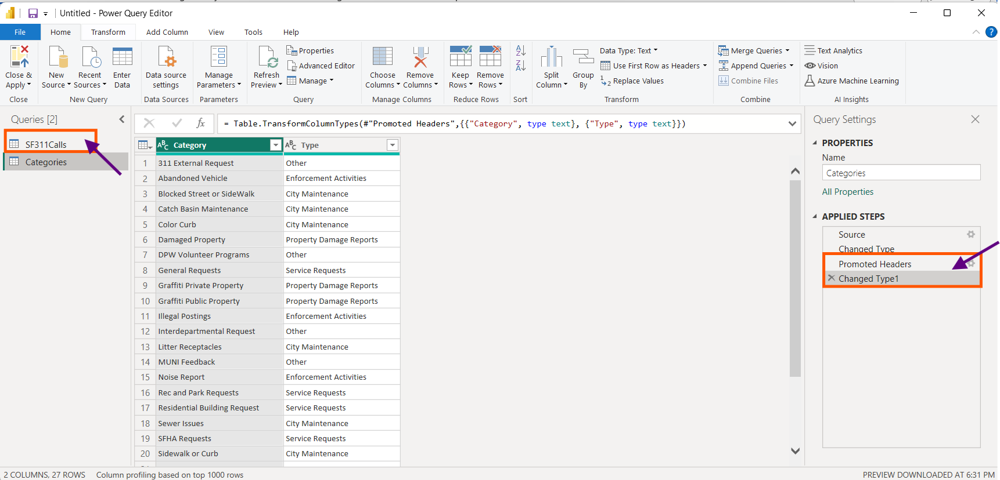 Untitled - Power Query Editor
File Home Transform Add Column View Tools Help
Close & Apply
New Source
Recent Sources
Enter Data
Data source settings
Manage Parameters
Refresh Preview
Properties
Advanced Editor
Manage
Choose Columns
Remove Columns
Keep Rows
Remove Rows
Split Column
Group By
Data Type: Text
Use First Row as Headers
Replace Values
Merge Queries
Append Queries
Combine Files
Text Analytics
Vision
Azure Machine Learning
Close New Query Data Sources Parameters Query Manage Columns Reduce Rows Sort Transform Combine AI Insights
Queries [2]
SF311Calls
Categories
= Table.TransformColumnTypes(#"Promoted Headers",{{"Category", type text}, {"Type", type text}})
Category Type
1 311 External Request Other
2 Abandoned Vehicle Enforcement Activities
3 Blocked Street or SideWalk City Maintenance
4 Catch Basin Maintenance City Maintenance
5 Color Curb City Maintenance
6 Damaged Property Property Damage Reports
7 DPW Volunteer Programs Other
8 General Requests Service Requests
9 Graffiti Private Property Property Damage Reports
10 Graffiti Public Property Property Damage Reports
11 Illegal Postings Enforcement Activities
12 Interdepartmental Request Other
13 Litter Receptacles City Maintenance
14 MUNI Feedback Other
15 Noise Report Enforcement Activities
16 Rec and Park Requests Service Requests
17 Residential Building Request Service Requests
18 Sewer Issues City Maintenance
19 SFHA Requests Service Requests
20 Sidewalk or Curb City Maintenance
Query Settings
PROPERTIES
Name
Categories
All Properties
APPLIED STEPS
Source
Changed Type
Promoted Headers
Changed Type1
2 COLUMNS, 27 ROWS Column profiling based on top 1000 rows
PREVIEW DOWNLOADED AT 6:31 PM